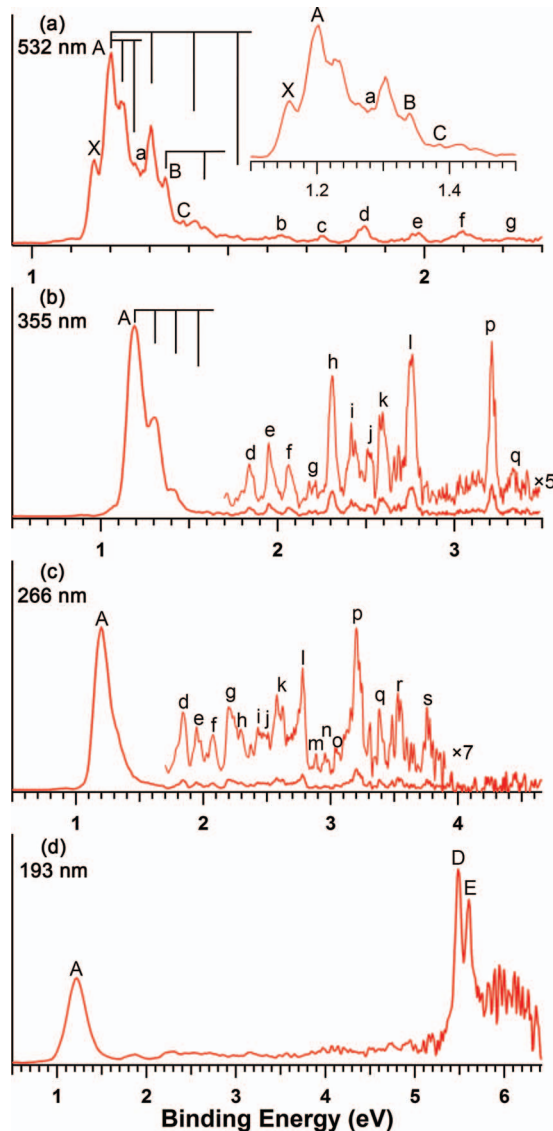 (a)
532 nm
A
X
a
B
C
b
c
d
e
f
g
A
X
a
B
C
1.2
1.4
1
2
(b)
355 nm
A
d
e
f
g
h
i
j
k
l
p
q
×5
1
2
3
(c)
266 nm
A
d
e
f
g
h
i
j
k
l
m
n
o
p
q
r
s
×7
1
2
3
4
(d)
193 nm
A
D
E
1
2
3
4
5
6
Binding Energy (eV)